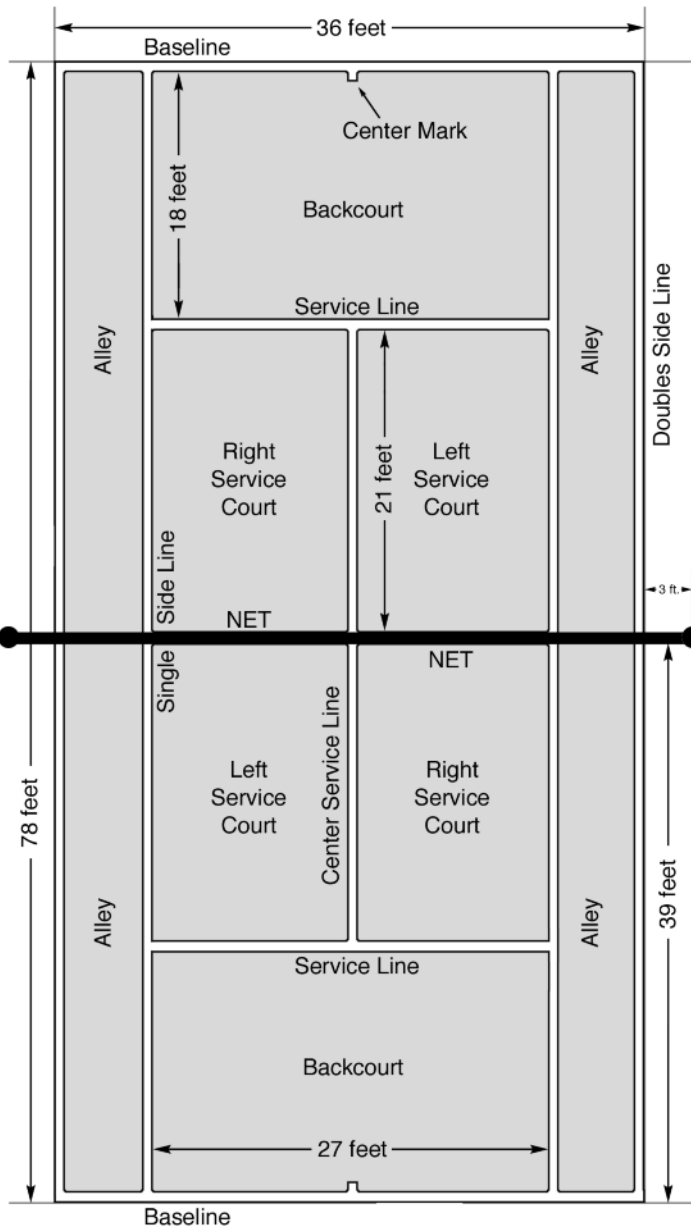 36 feet
Baseline
Center Mark
18 feet
Backcourt
Service Line
Alley
Alley
Doubles Side Line
Right
Service
Court
21 feet
Left
Service
Court
Side Line
3 ft.
NET
NET
Single
Center Service Line
78 feet
Left
Service
Court
Right
Service
Court
39 feet
Alley
Alley
Service Line
Backcourt
27 feet
Baseline